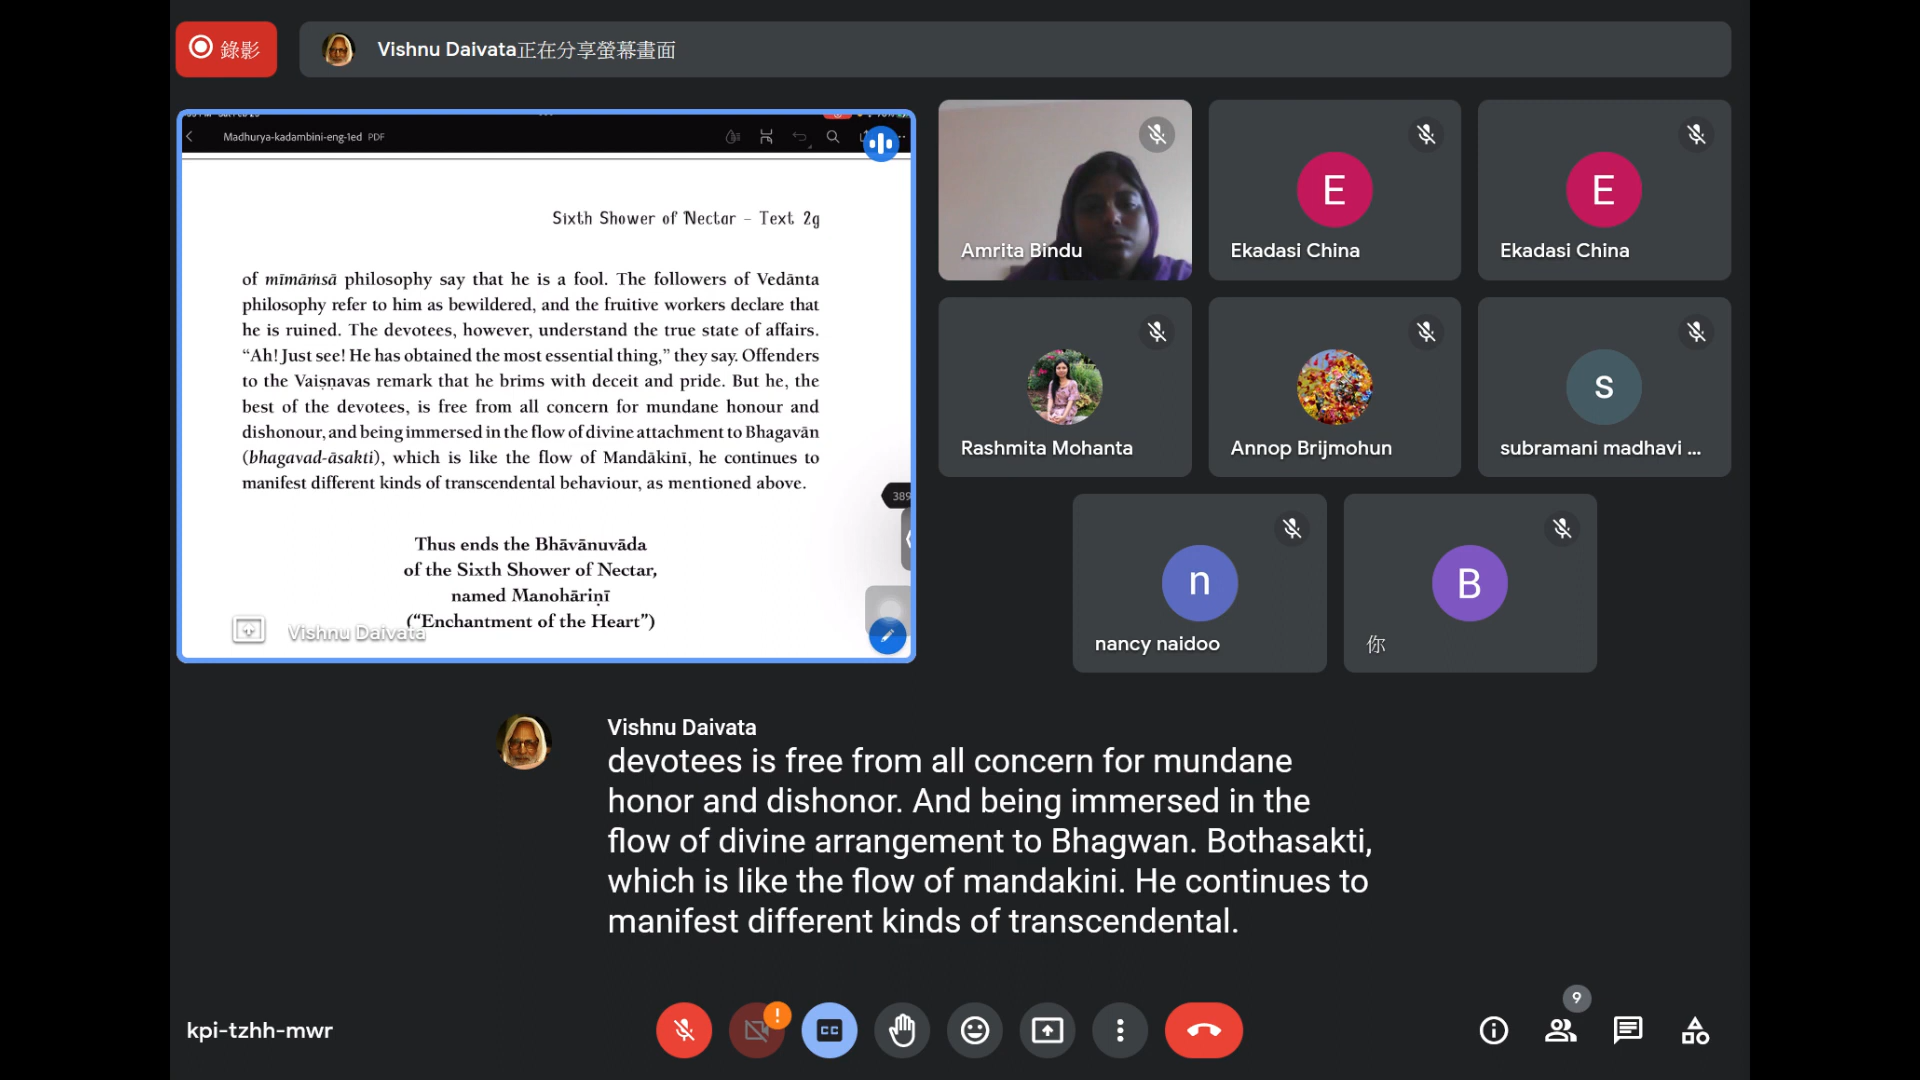 錄影
Vishnu Daivata正在分享螢幕畫面
Madhurya-kadambini-eng-1ed PDF
Sixth Shower of Nectar – Text 2g
of mīmāṁsā philosophy say that he is a fool. The followers of Vedānta
philosophy refer to him as bewildered, and the fruitive workers declare that
he is ruined. The devotees, however, understand the true state of affairs.
“Ah! Just see! He has obtained the most essential thing,” they say. Offenders
to the Vaiṣṇavas remark that he brims with deceit and pride. But he, the
best of the devotees, is free from all concern for mundane honour and
dishonour, and being immersed in the flow of divine attachment to Bhagavān
(bhagavad-āsakti), which is like the flow of Mandākinī, he continues to
manifest different kinds of transcendental behaviour, as mentioned above.
389
Thus ends the Bhāvānuvāda
of the Sixth Shower of Nectar,
named Manohāriṇī
(“Enchantment of the Heart”)
Vishnu Daivata
Amrita Bindu
E
Ekadasi China
E
Ekadasi China
Rashmita Mohanta
Annop Brijmohun
s
subramani madhavi ...
n
nancy naidoo
B
你
Vishnu Daivata
devotees is free from all concern for mundane
honor and dishonor. And being immersed in the
flow of divine arrangement to Bhagwan. Bothasakti,
which is like the flow of mandakini. He continues to
manifest different kinds of transcendental.
kpi-tzhh-mwr
!
CC
9